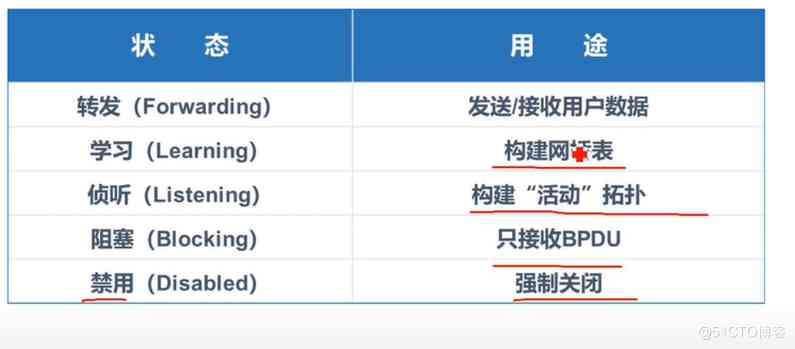 状 态 用 途
转发（Forwarding） 发送/接收用户数据
学习（Learning） 构建网桥表
侦听（Listening） 构建“活动”拓扑
阻塞（Blocking） 只接收BPDU
禁用（Disabled） 强制关闭
@51CTO博客